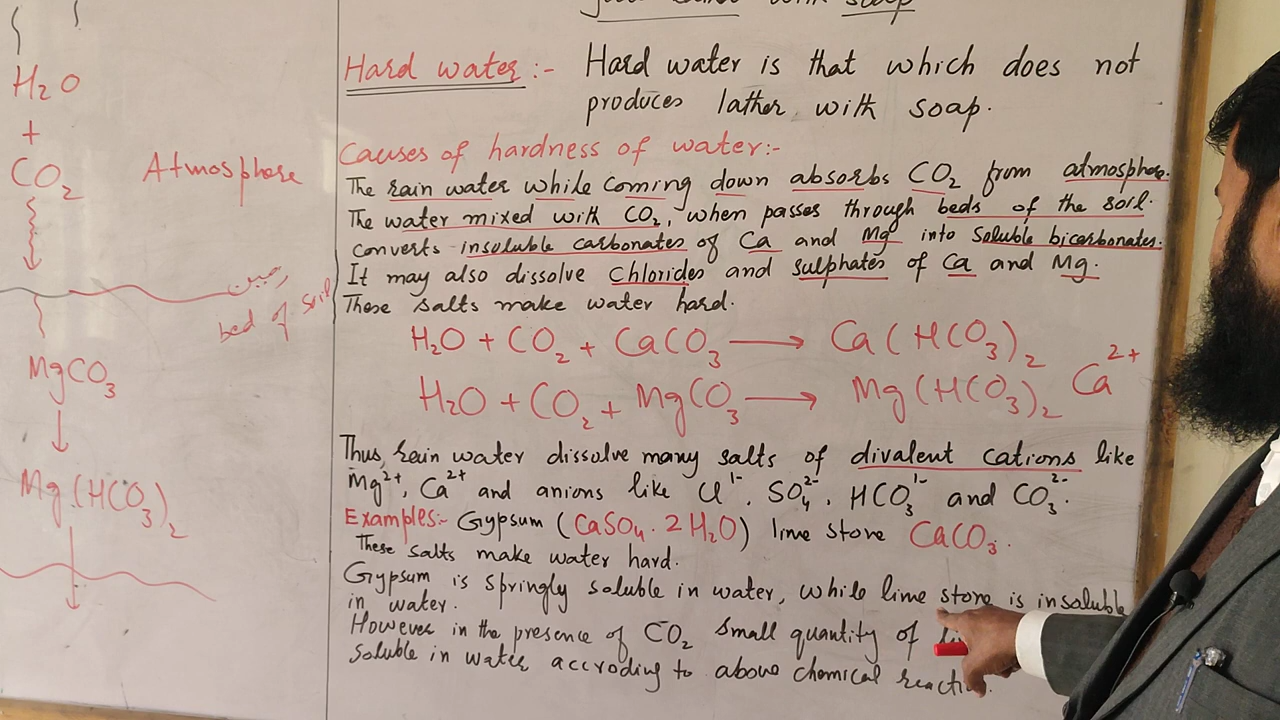 with soap
Hard water:- Hard water is that which does not
produces lather with soap.
Causes of hardness of water:-
The rain water while coming down absorbs CO2 from atmosphere.
The water mixed with CO2, when passes through beds of the soil.
converts insoluble carbonates of Ca and Mg into soluble bicarbonates.
It may also dissolve chlorides and sulphates of Ca and Mg.
These salts make water hard.
H2O + CO2 + CaCO3 ⟶ Ca(HCO3)2
Ca2+
H2O + CO2 + MgCO3 ⟶ Mg(HCO3)2
Thus, rain water dissolve many salts of divalent cations like
Mg2+, Ca2+ and anions like Cl1-, SO42-, HCO31- and CO32-.
Examples:- Gypsum (CaSO4.2H2O) lime stone CaCO3.
These salts make water hard.
Gypsum is springly soluble in water, while lime stone is insoluble
in water.
However in the presence of CO2 small quantity of
soluble in water accroding to above chemical
H2O
+
CO2
Atmosphere
زمین
bed of soil
MgCO3
↓
Mg(HCO3)2